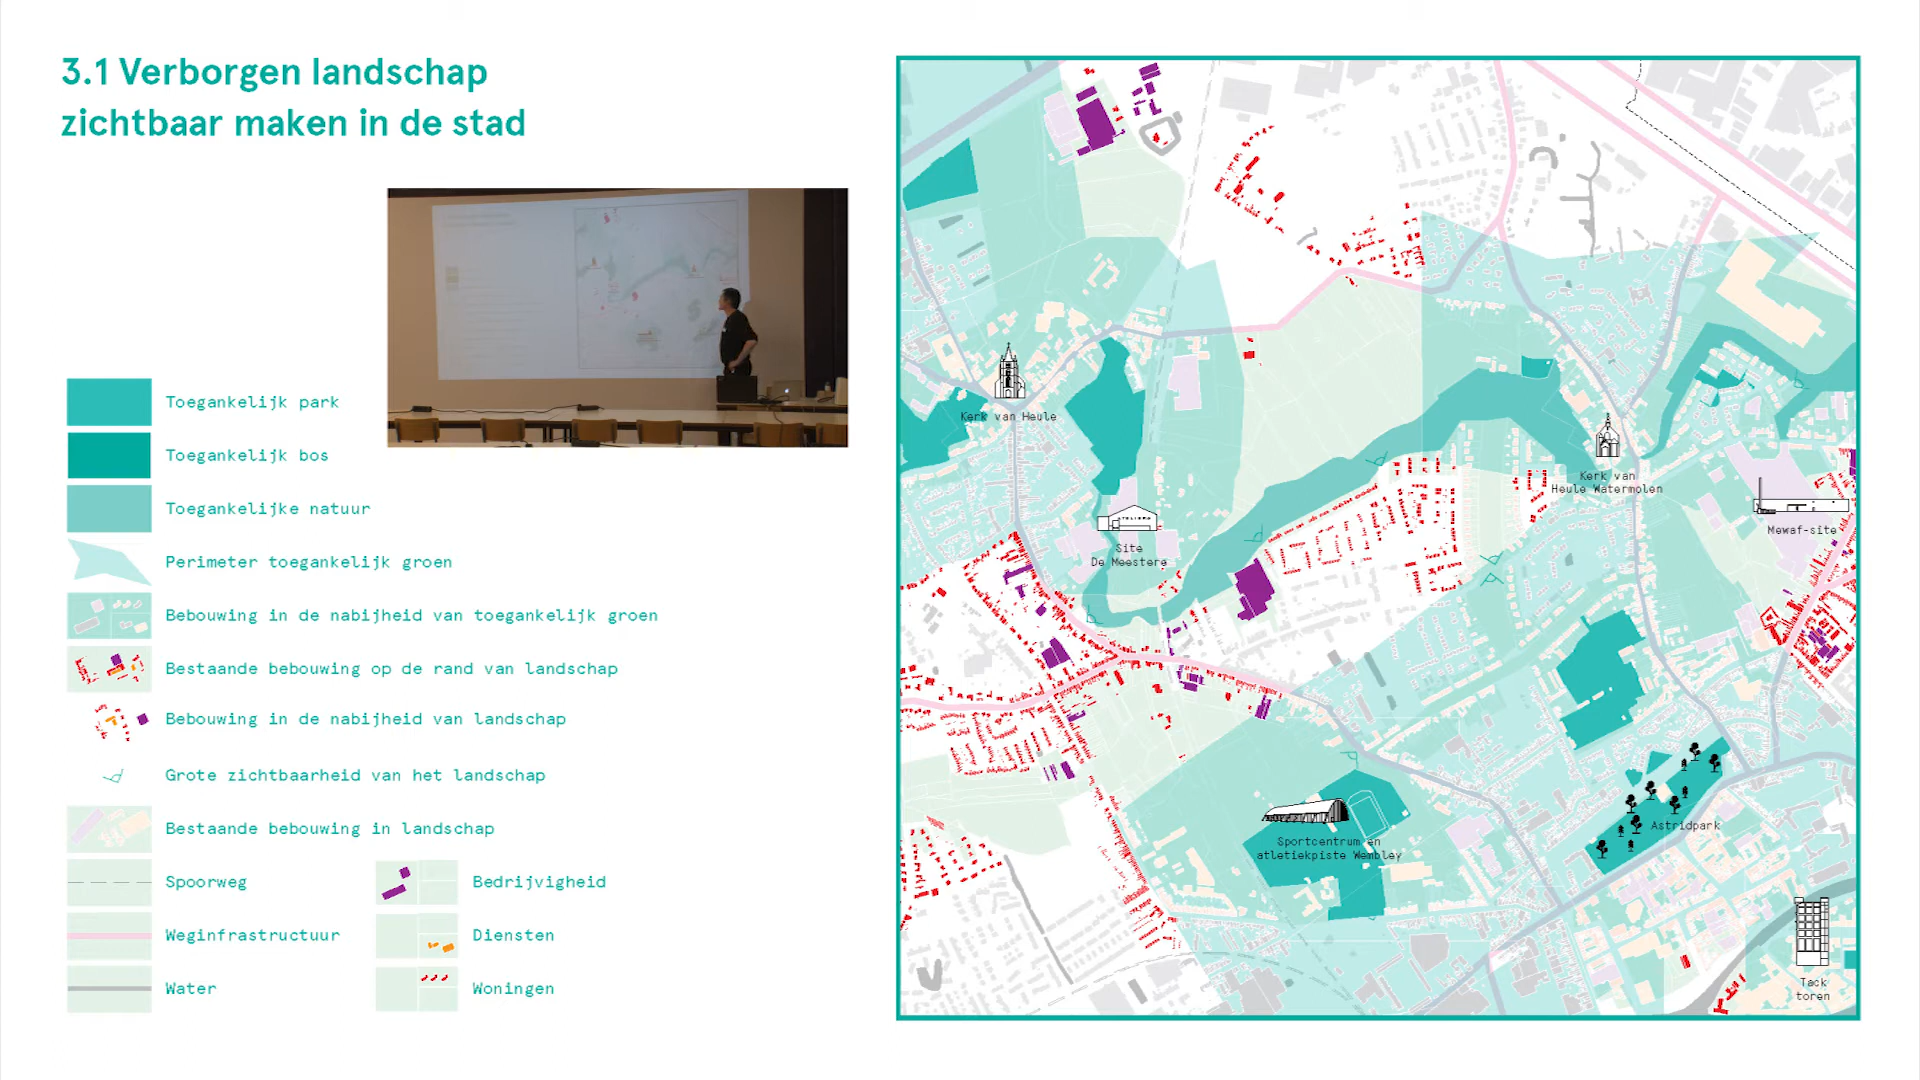 3.1 Verborgen landschap
zichtbaar maken in de stad
Toegankelijk park
Toegankelijk bos
Toegankelijke natuur
Perimeter toegankelijk groen
Bebouwing in de nabijheid van toegankelijk groen
Bestaande bebouwing op de rand van landschap
Bebouwing in de nabijheid van landschap
Grote zichtbaarheid van het landschap
Bestaande bebouwing in landschap
Spoorweg
Weginfrastructuur
Water
Bedrijvigheid
Diensten
Woningen
Kerk van Heule
Site
De Meestere
Kerk van
Heule Watermolen
Mewaf-site
Sportcentrum en
atletiekpiste Wembley
Astridpark
Tack
toren